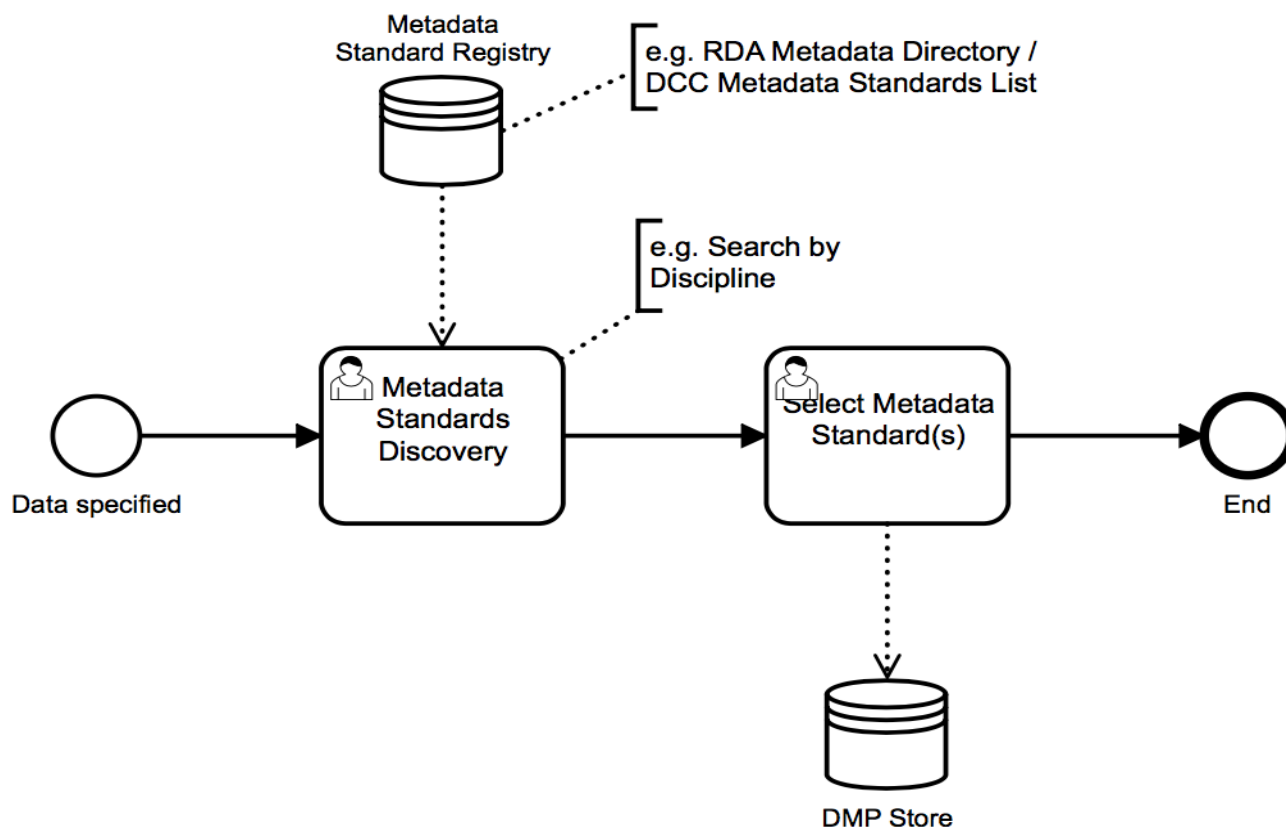 Metadata
Standard Registry
e.g. RDA Metadata Directory /
DCC Metadata Standards List
e.g. Search by
Discipline
Metadata
Standards
Discovery
Select Metadata
Standard(s)
Data specified
End
DMP Store